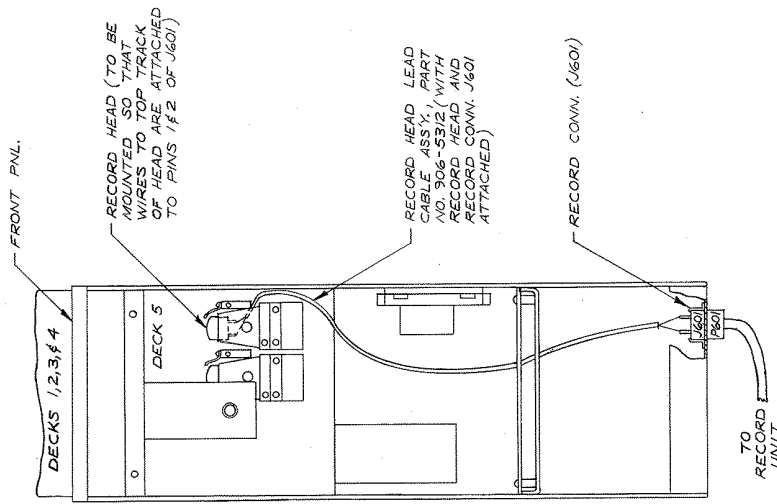 FRONT PNL.
RECORD HEAD (TO BE
MOUNTED SO THAT
WIRES TO TOP TRACK
OF HEAD ARE ATTACHED
TO PINS 1 & 2 OF J601)
RECORD HEAD LEAD
CABLE ASS'Y., PART
NO. 906-5312 (WITH
RECORD HEAD AND
RECORD CONN. J601
ATTACHED)
RECORD CONN. (J601)
DECKS 1, 2, 3, & 4
DECK 5
J601
P601
TO
RECORD
UNIT